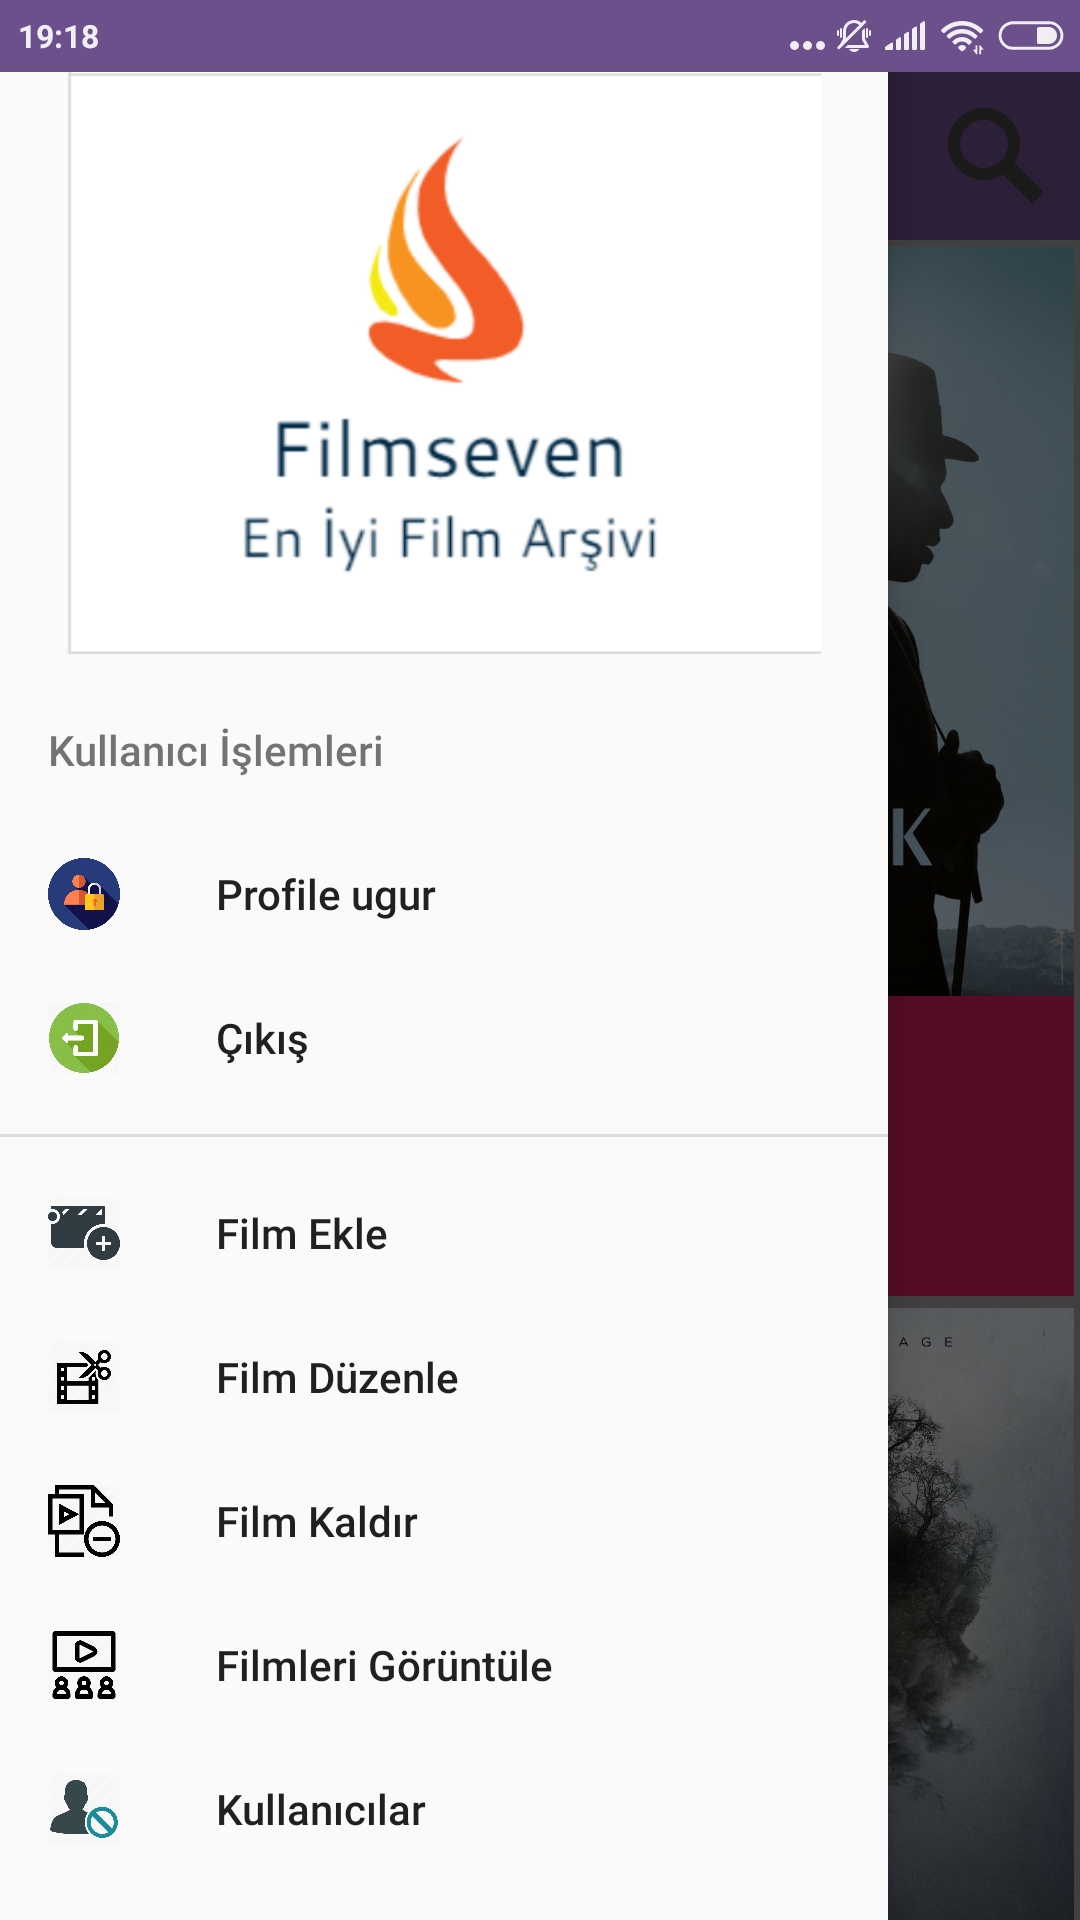 19:18
Filmseven
En İyi Film Arşivi
Kullanıcı İşlemleri
Profile ugur
Çıkış
Film Ekle
Film Düzenle
Film Kaldır
Filmleri Görüntüle
Kullanıcılar
K
AGE